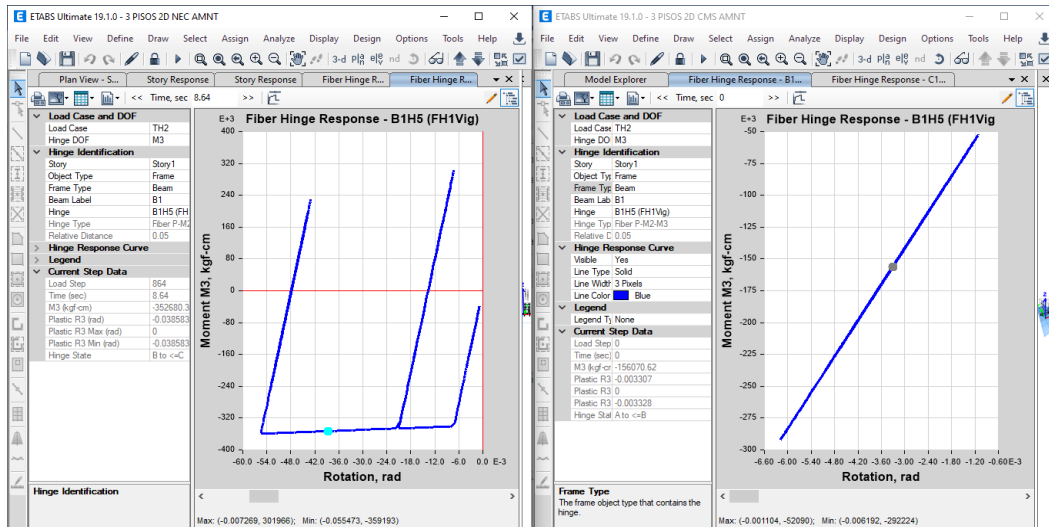 ETABS Ultimate 19.1.0 - 3 PISOS 2D NEC AMNT
File Edit View Define Draw Select Assign Analyze Display Design Options Tools Help
3-d
nd
Plan View - S... Story Response Story Response Fiber Hinge R... Fiber Hinge R...
<< Time, sec 8.64 >>
Load Case and DOF
Load Case TH2
Hinge DOF M3
Hinge Identification
Story Story1
Object Type Frame
Frame Type Beam
Beam Label B1
Hinge B1H5 (FH
Hinge Type Fiber P-M2
Relative Distance 0.05
Hinge Response Curve
Legend
Current Step Data
Load Step 864
Time (sec) 8.64
M3 (kgf-cm) -352680.3
Plastic R3 (rad) -0.038583
Plastic R3 Max (rad) 0
Plastic R3 Min (rad) -0.038583
Hinge State B to <=C
Hinge Identification
E+3 Fiber Hinge Response - B1H5 (FH1Vig)
400
320
240
160
80
0
-80
-160
-240
-320
-400
Moment M3, kgf-cm
-60.0 -54.0 -48.0 -42.0 -36.0 -30.0 -24.0 -18.0 -12.0 -6.0 0.0 E-3
Rotation, rad
Max: (-0.007269, 301966); Min: (-0.055473, -359193)
ETABS Ultimate 19.1.0 - 3 PISOS 2D CMS AMNT
File Edit View Define Draw Select Assign Analyze Display Design Options Tools Help
3-d
nd
Model Explorer Fiber Hinge Response - B1... Fiber Hinge Response - C1...
<< Time, sec 0 >>
Load Case and DOF
Load Case TH2
Hinge DO M3
Hinge Identification
Story Story1
Object Ty Frame
Frame Typ Beam
Beam Lab B1
Hinge B1H5 (FH1Vig)
Hinge Typ Fiber P-M2-M3
Relative D 0.05
Hinge Response Curve
Visible Yes
Line Type Solid
Line Width 3 Pixels
Line Color Blue
Legend
Legend Ty None
Current Step Data
Load Step 0
Time (sec) 0
M3 (kgf-cr -156070.62
Plastic R3 -0.003307
Plastic R3 0
Plastic R3 -0.003328
Hinge Stat A to <=B
Frame Type
The frame object type that contains the
hinge.
E+3 Fiber Hinge Response - B1H5 (FH1Vig
-50
-75
-100
-125
-150
-175
-200
-225
-250
-275
-300
Moment M3, kgf-cm
-6.60 -6.00 -5.40 -4.80 -4.20 -3.60 -3.00 -2.40 -1.80 -1.20 -0.60 E-3
Rotation, rad
Max: (-0.001104, -52090); Min: (-0.006192, -292224)